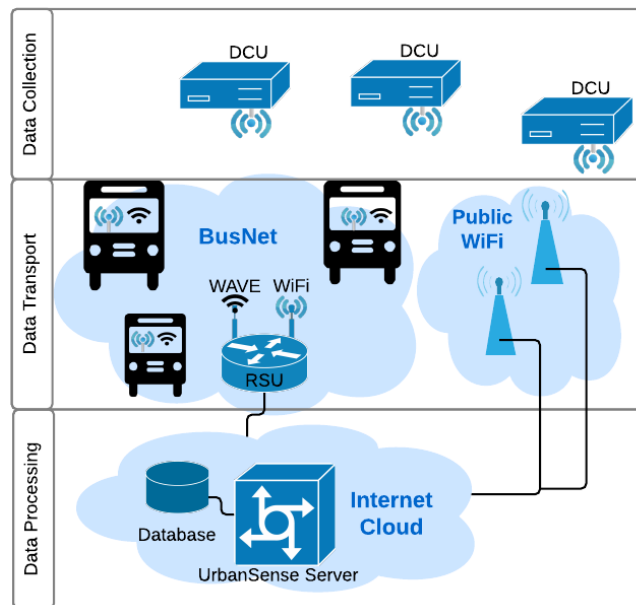 Data Collection
DCU
DCU
DCU
Data Transport
BusNet
Public
WiFi
WAVE
WiFi
RSU
Data Processing
Internet
Cloud
Database
UrbanSense Server